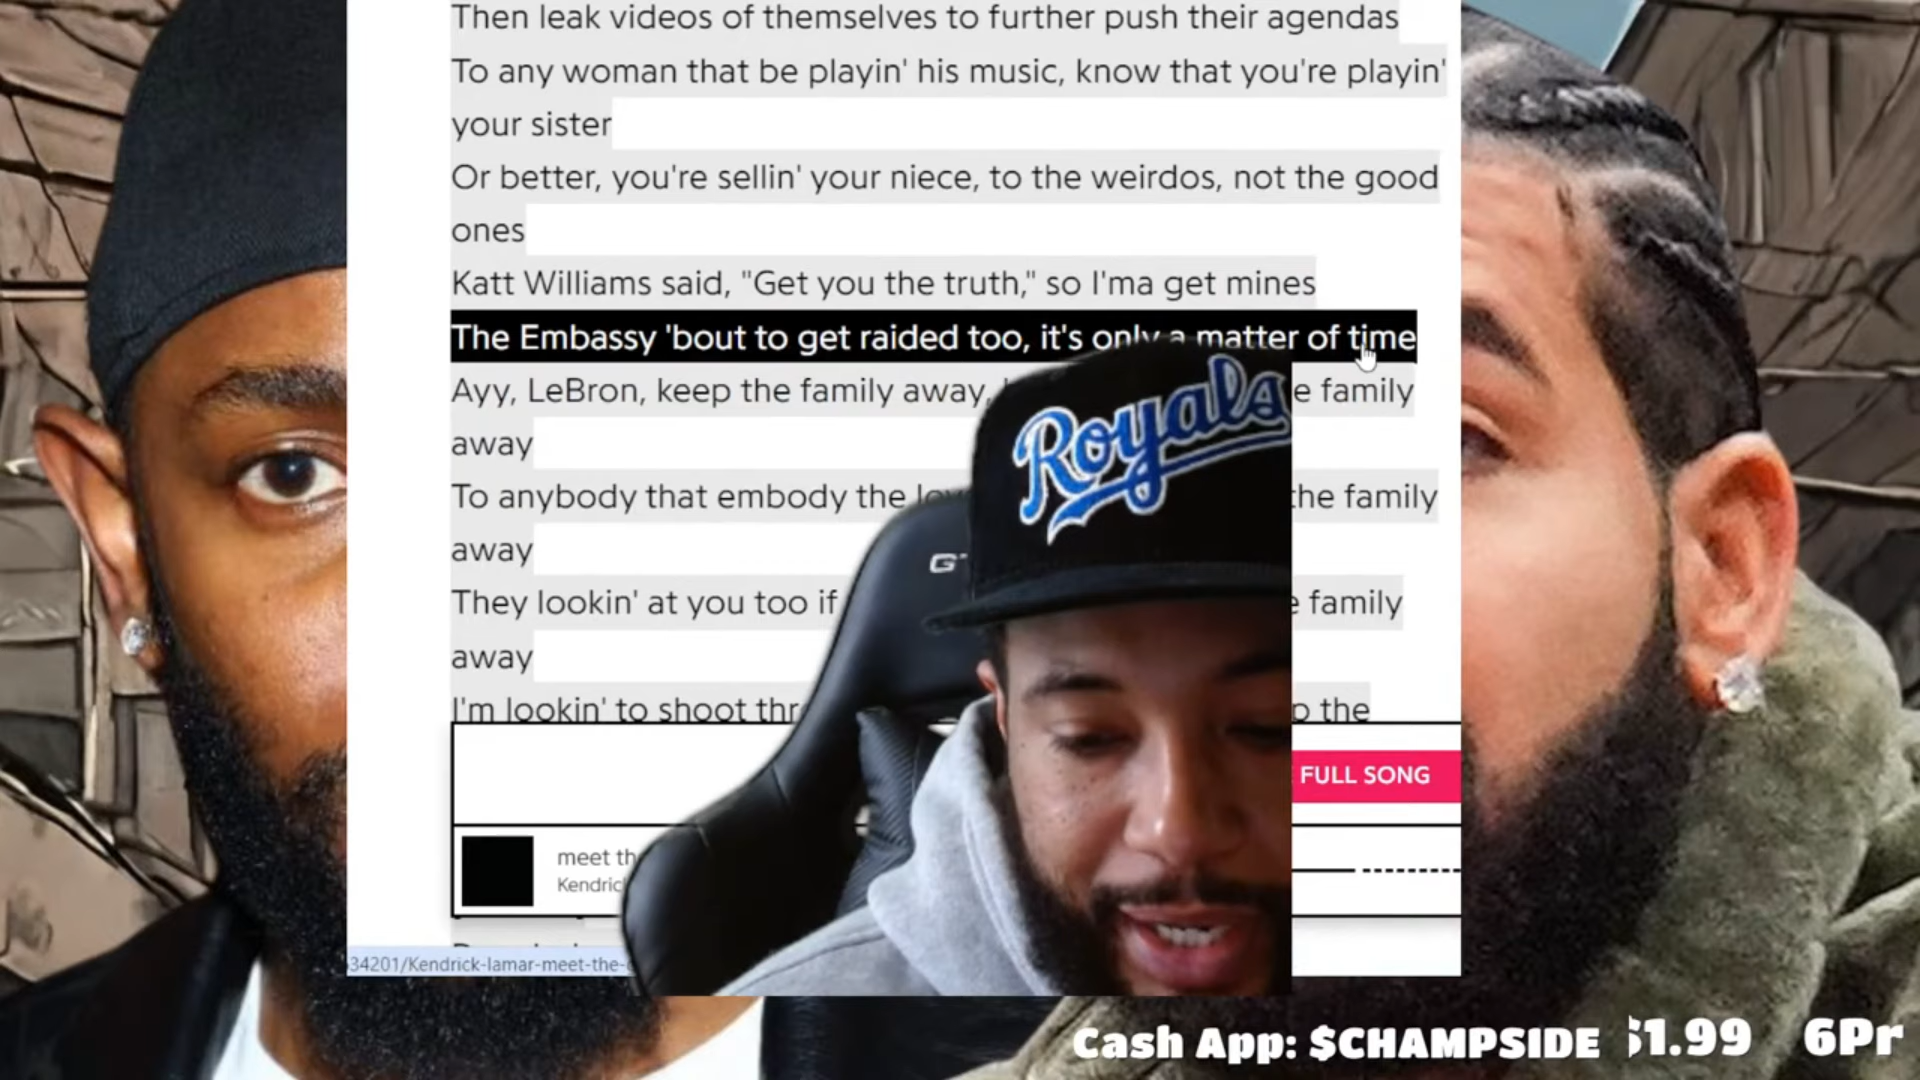 Then leak videos of themselves to further push their agendas
To any woman that be playin' his music, know that you're playin'
your sister
Or better, you're sellin' your niece, to the weirdos, not the good
ones
Katt Williams said, "Get you the truth," so I'ma get mines
The Embassy 'bout to get raided too, it's only a matter of time
Ayy, LeBron, keep the family away, e family
away
To anybody that embody the lov the family
away
They lookin' at you too if e family
away
I'm lookin' to shoot thr p the
Royals
GT
FULL SONG
meet th
Kendric
34201/Kendrick-lamar-meet-the-
Cash App: $CHAMPSIDE $1.99 6Pr